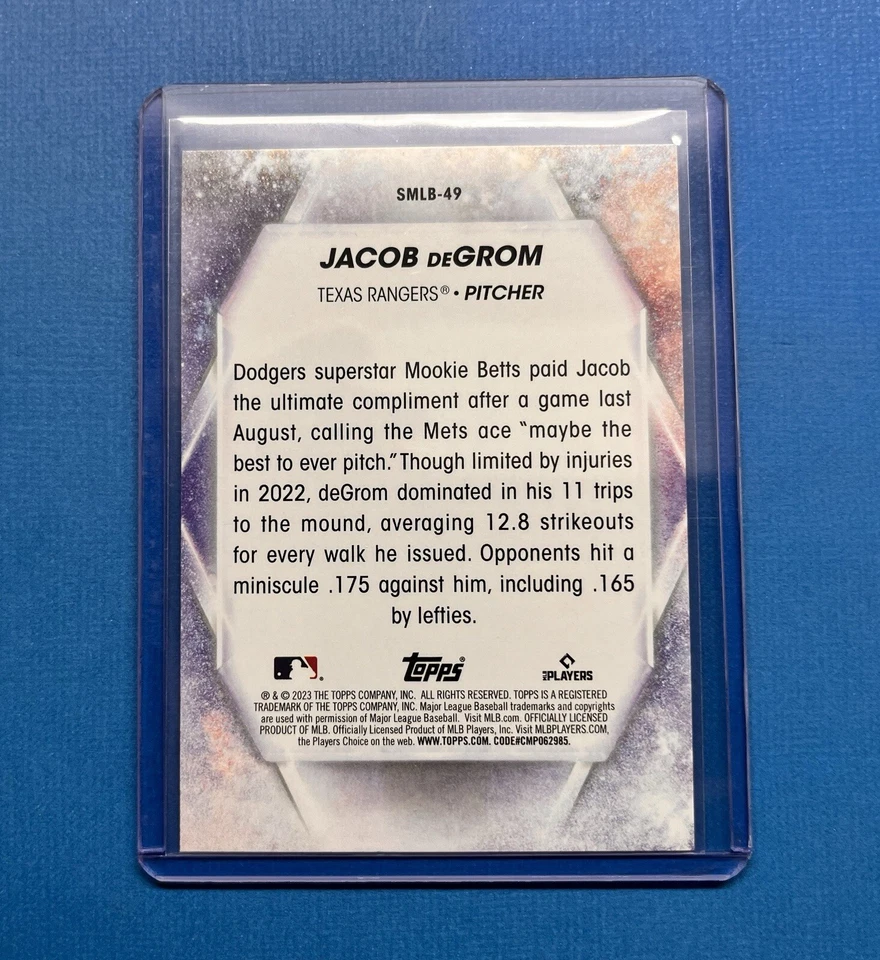 SMLB-49
JACOB DEGROM
TEXAS RANGERS® • PITCHER
Dodgers superstar Mookie Betts paid Jacob
the ultimate compliment after a game last
August, calling the Mets ace "maybe the
best to ever pitch." Though limited by injuries
in 2022, deGrom dominated in his 11 trips
to the mound, averaging 12.8 strikeouts
for every walk he issued. Opponents hit a
miniscule .175 against him, including .165
by lefties.
Topps® MLB PLAYERS
® & © 2023 THE TOPPS COMPANY, INC. ALL RIGHTS RESERVED. TOPPS IS A REGISTERED
TRADEMARK OF THE TOPPS COMPANY, INC. Major League Baseball trademarks and copyrights
are used with permission of Major League Baseball. Visit MLB.com. OFFICIALLY LICENSED
PRODUCT OF MLB. Officially Licensed Product of MLB Players, Inc. Visit MLBPLAYERS.COM,
the Players Choice on the web. WWW.TOPPS.COM. CODE#CMP062985.